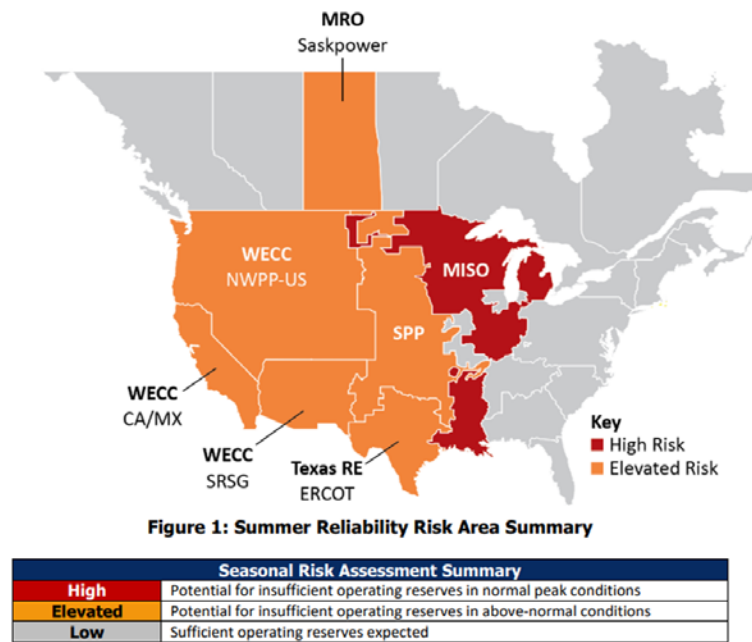 MRO
Saskpower
WECC
NWPP-US
MISO
SPP
WECC
CA/MX
WECC
SRSG
Texas RE
ERCOT
Key
High Risk
Elevated Risk
Figure 1: Summer Reliability Risk Area Summary
Seasonal Risk Assessment Summary
High Potential for insufficient operating reserves in normal peak conditions
Elevated Potential for insufficient operating reserves in above-normal conditions
Low Sufficient operating reserves expected